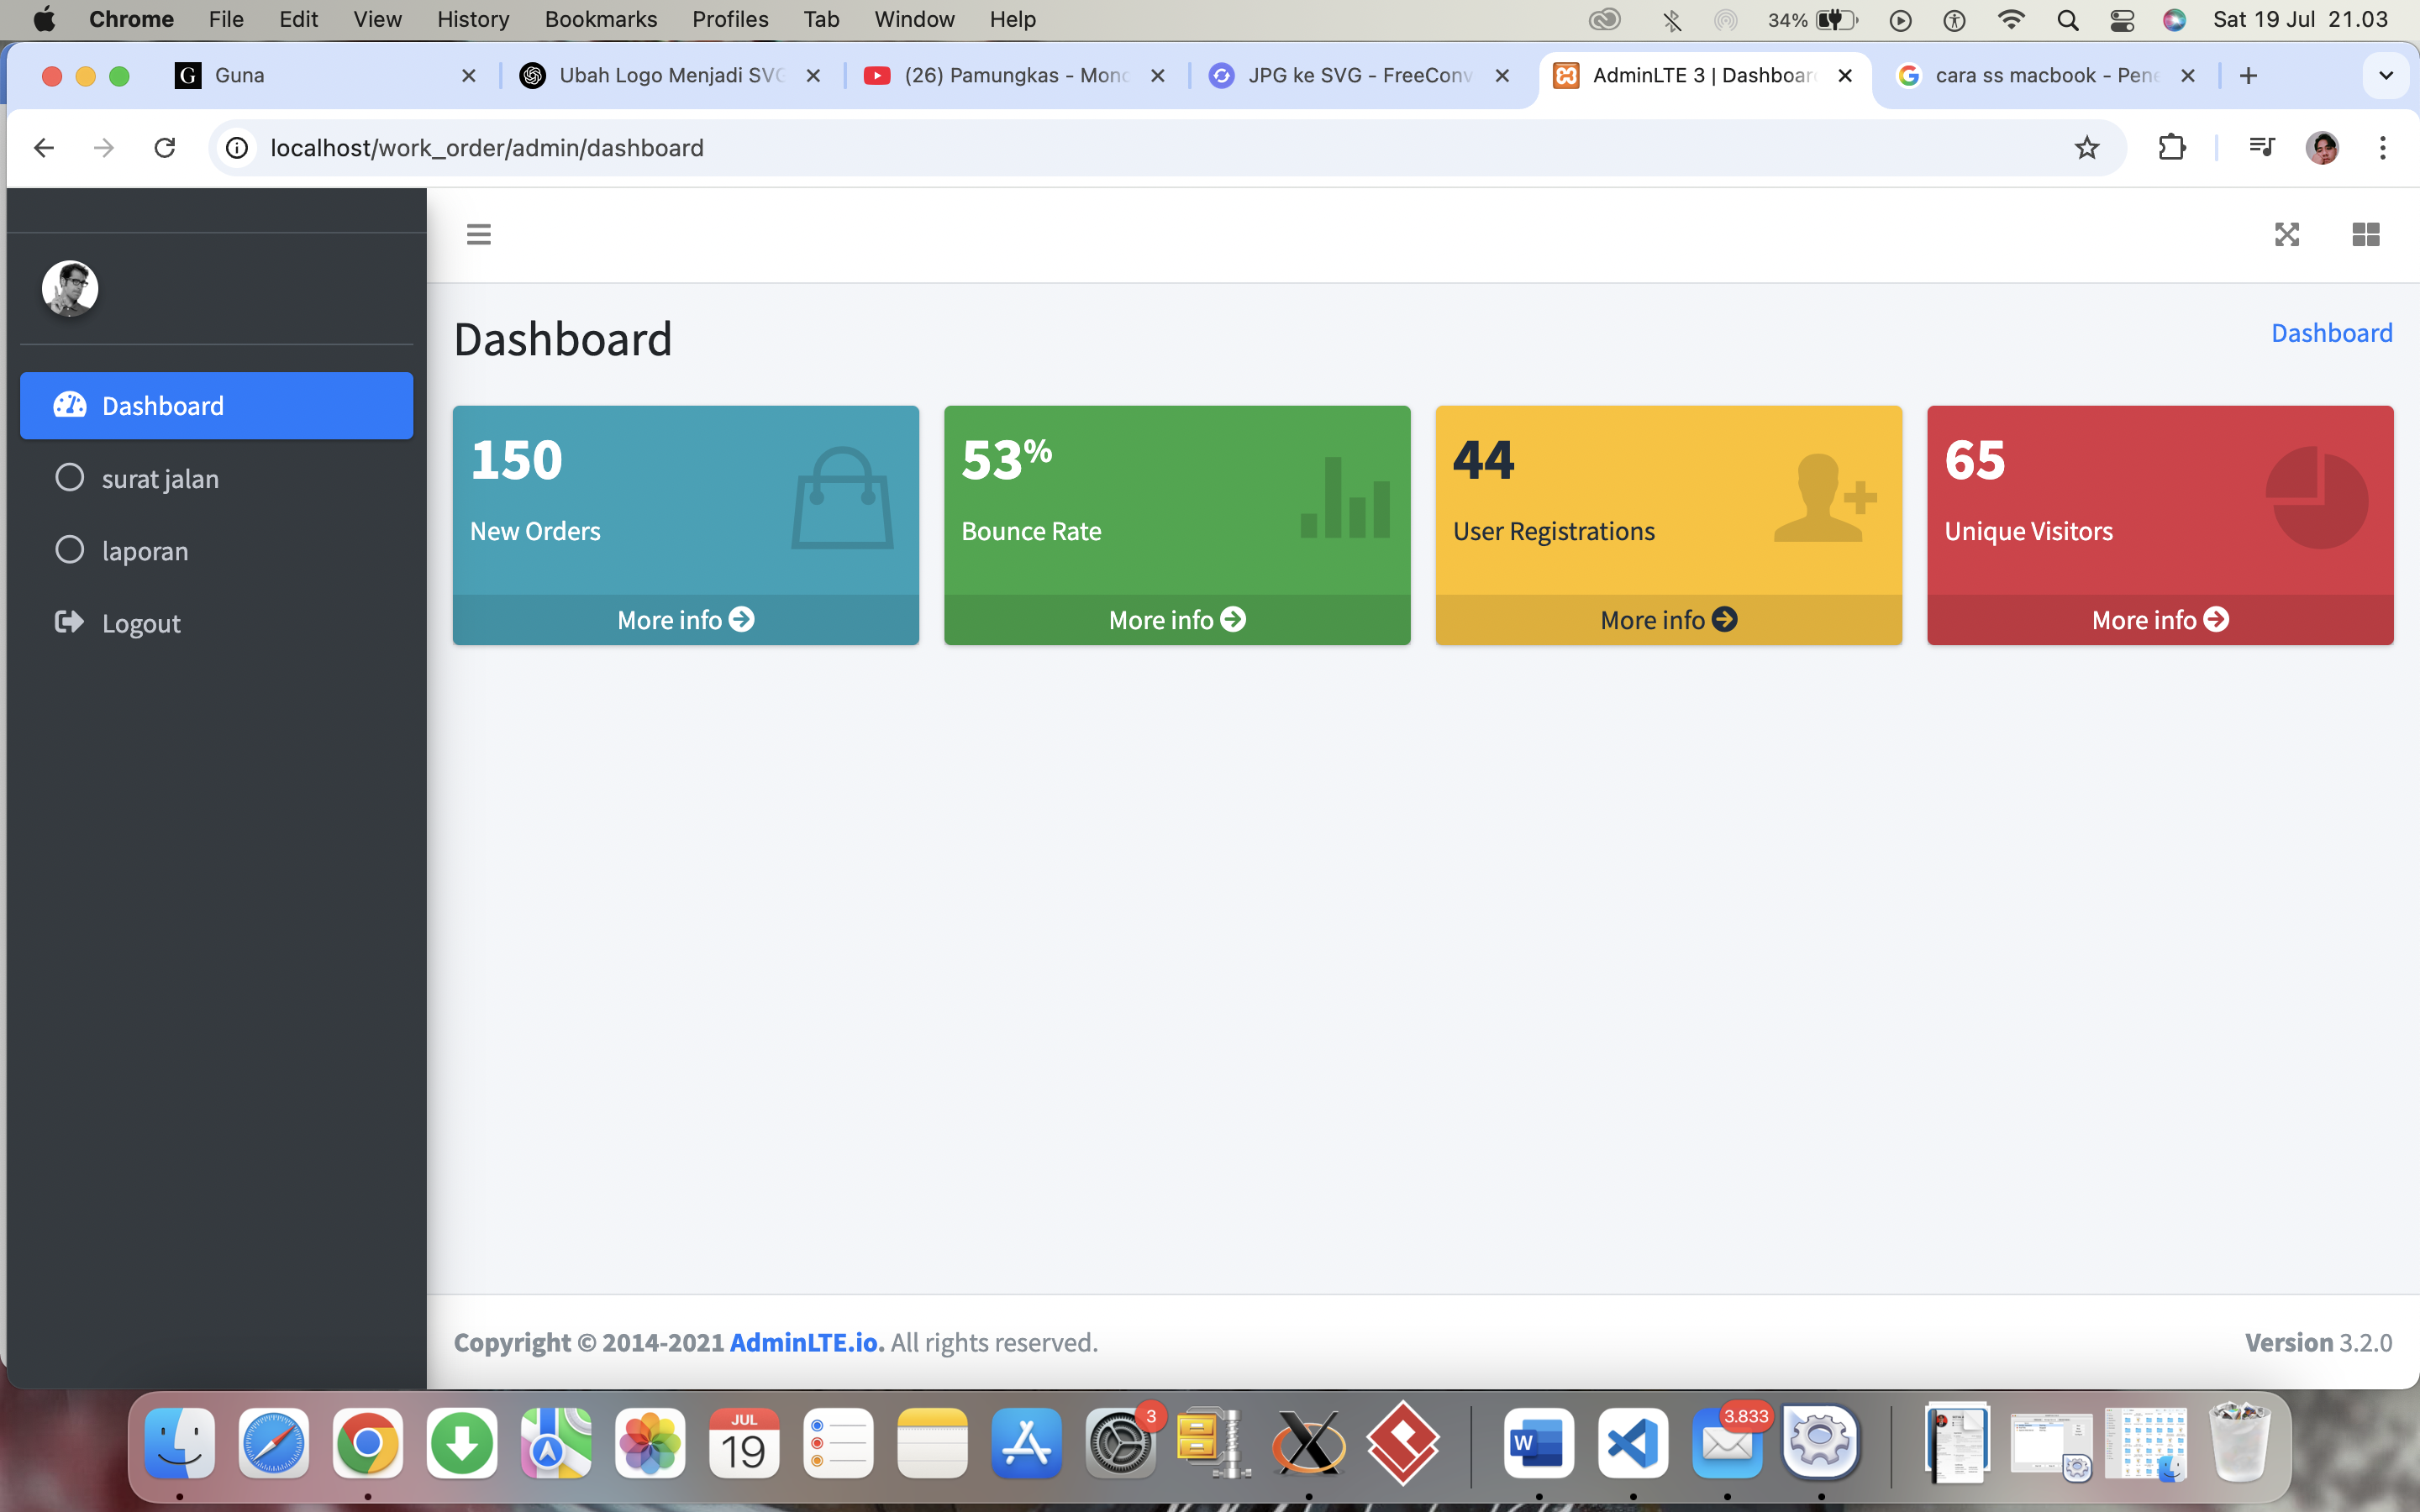 Chrome File Edit View History Bookmarks Profiles Tab Window Help 34% Sat 19 Jul 21.03
Guna Ubah Logo Menjadi SVG (26) Pamungkas - Mono JPG ke SVG - FreeConv AdminLTE 3 | Dashboar cara ss macbook - Pene
localhost/work_order/admin/dashboard
Dashboard
surat jalan
laporan
Logout
Dashboard Dashboard
150
New Orders
More info
53%
Bounce Rate
More info
44
User Registrations
More info
65
Unique Visitors
More info
Copyright © 2014-2021 AdminLTE.io. All rights reserved. Version 3.2.0
JUL
19
3
W
3.833